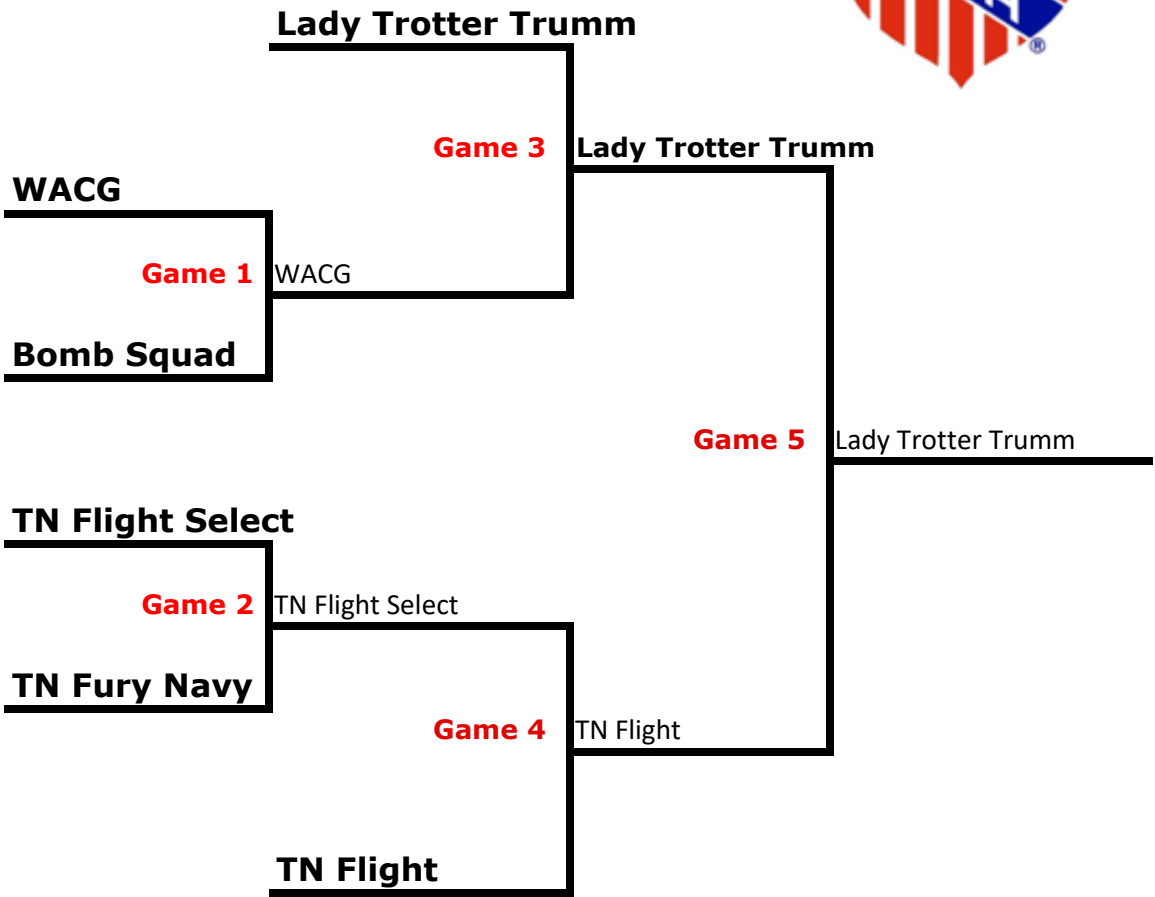 Lady Trotter Trumm
®
Game 3 Lady Trotter Trumm
WACG
Game 1 WACG
Bomb Squad
Game 5 Lady Trotter Trumm
TN Flight Select
Game 2 TN Flight Select
TN Fury Navy
Game 4 TN Flight
TN Flight